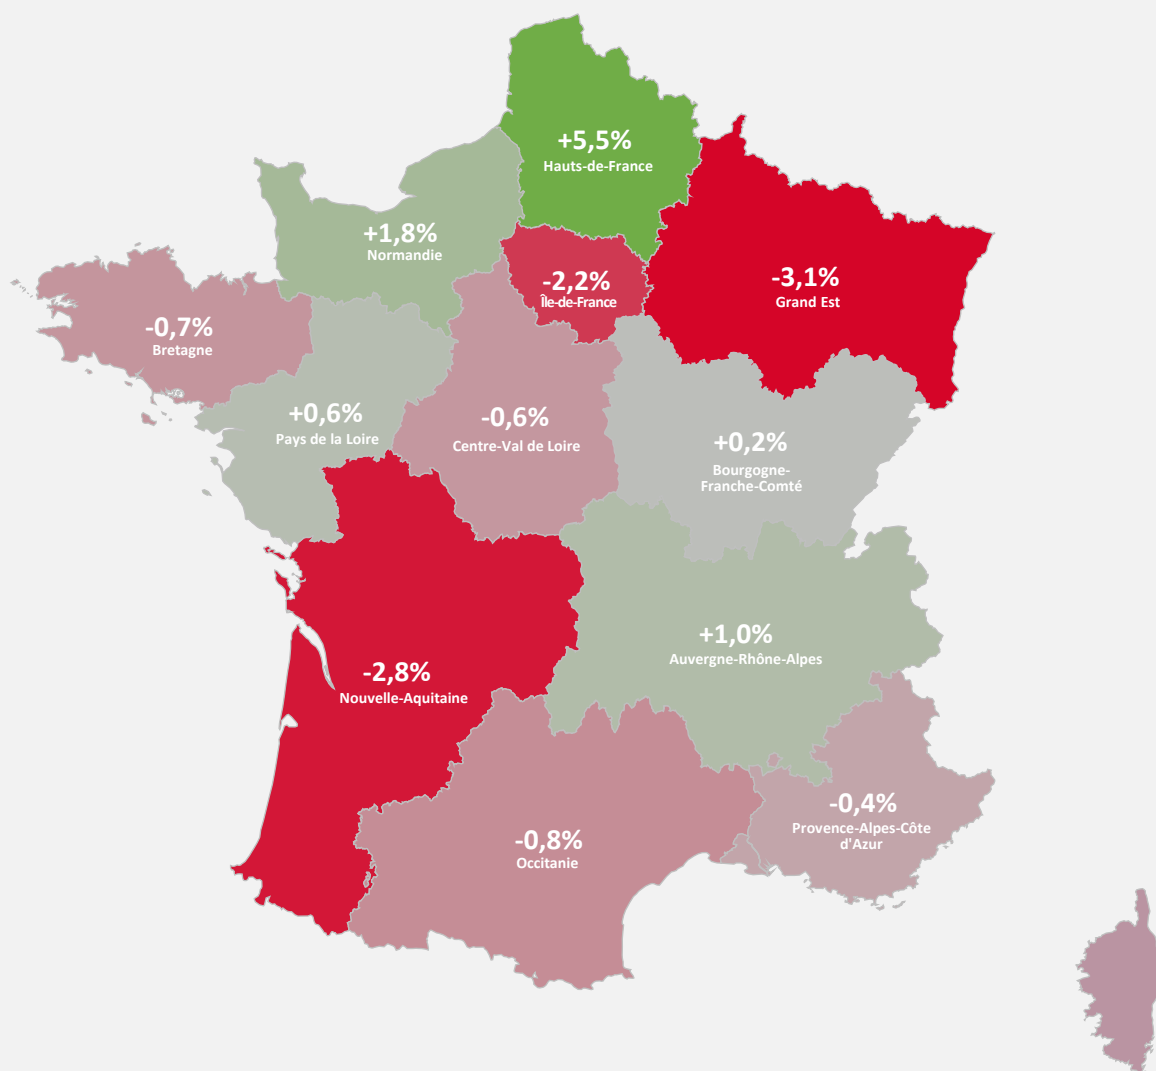 +5,5%
Hauts-de-France
+1,8%
Normandie
-2,2%
Île-de-France
-3,1%
Grand Est
-0,7%
Bretagne
+0,6%
Pays de la Loire
-0,6%
Centre-Val de Loire
+0,2%
Bourgogne-
Franche-Comté
+1,0%
Auvergne-Rhône-Alpes
-2,8%
Nouvelle-Aquitaine
-0,8%
Occitanie
-0,4%
Provence-Alpes-Côte
d'Azur